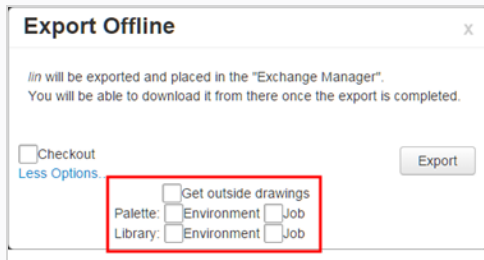 Export Offline
x
lin will be exported and placed in the "Exchange Manager".
You will be able to download it from there once the export is completed.
Checkout
Export
Less Options...
Get outside drawings
Palette: Environment Job
Library: Environment Job